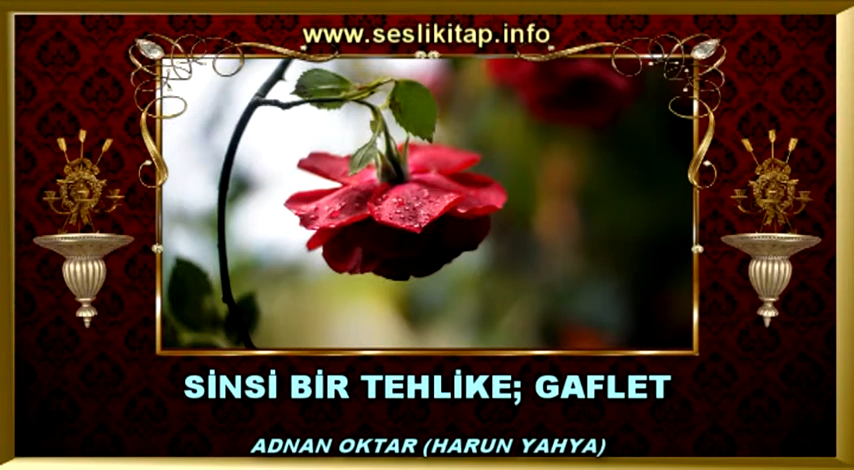 www.seslikitap.info
SİNSİ BİR TEHLİKE; GAFLET
ADNAN OKTAR (HARUN YAHYA)